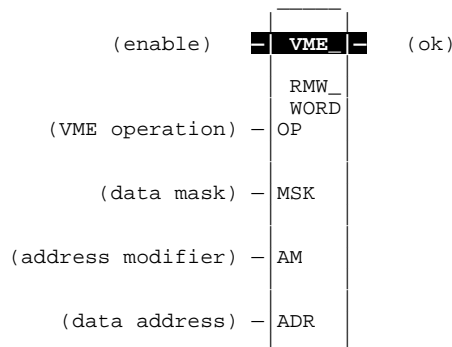 (enable) VME_ (ok)
RMW_
WORD
(VME operation) OP
(data mask) MSK
(address modifier) AM
(data address) ADR